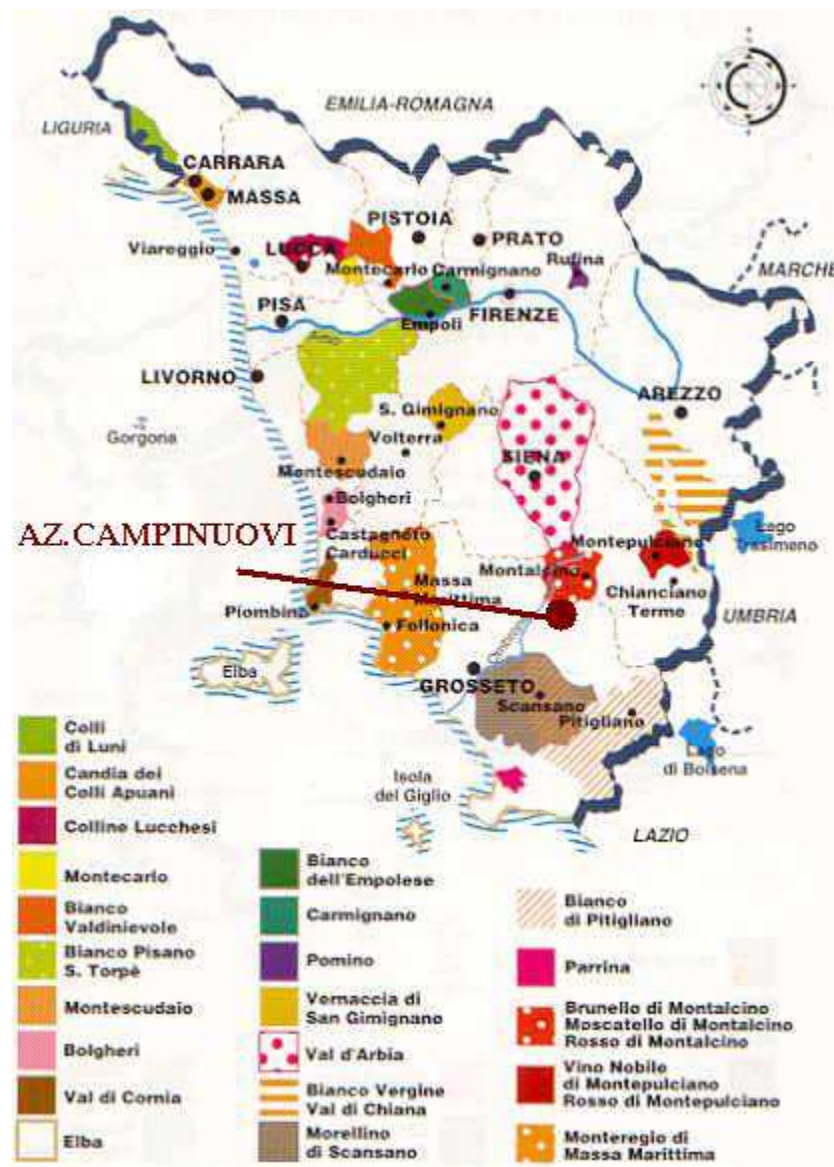 EMILIA-ROMAGNA
LIGURIA
CARRARA
MASSA
PISTOIA
PRATO
Viareggio
LUCCA
Rufina
MARCHE
Montecarlo
Carmignano
PISA
Empoli
FIRENZE
LIVORNO
AREZZO
S. Gimignano
Gorgona
Volterra
SIENA
Montescudaio
Bolgheri
AZ. CAMPINUOVI
Castagneto
Carducci
Montepulciano
Lago
Trasimeno
Massa
Marittima
Montalcino
Chianciano
Terme
Piombino
Follonica
UMBRIA
Ombrone
Elba
GROSSETO
Scansano
Pitigliano
Lago
di Bolsena
Isola
del Giglio
LAZIO
Colli
di Luni
Candia dei
Colli Apuani
Colline Lucchesi
Montecarlo
Bianco
Valdinievole
Bianco Pisano
S. Torpè
Montescudaio
Bolgheri
Val di Cornia
Elba
Bianco
dell'Empolese
Carmignano
Pomino
Vernaccia di
San Gimignano
Val d'Arbia
Bianco Vergine
Val di Chiana
Morellino
di Scansano
Bianco
di Pitigliano
Parrina
Brunello di Montalcino
Moscatello di Montalcino
Rosso di Montalcino
Vino Nobile
di Montepulciano
Rosso di Montepulciano
Monteregio di
Massa Marittima